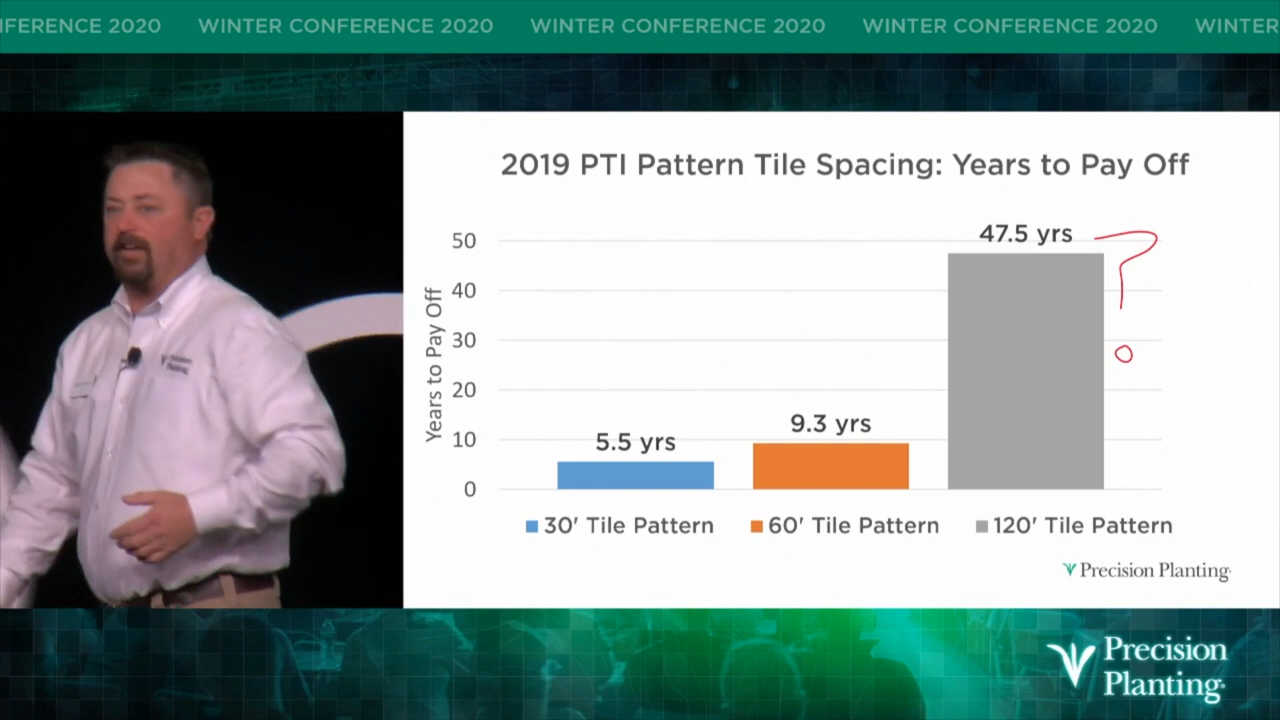 FERENCE 2020 WINTER CONFERENCE 2020 WINTER CONFERENCE 2020 WINTER CONFERENCE 2020 WINTER
2019 PTI Pattern Tile Spacing: Years to Pay Off
Years to Pay Off
50
40
30
20
10
0
5.5 yrs
9.3 yrs
47.5 yrs
?
30' Tile Pattern
60' Tile Pattern
120' Tile Pattern
Precision Planting
Precision
Planting
Precision
Planting